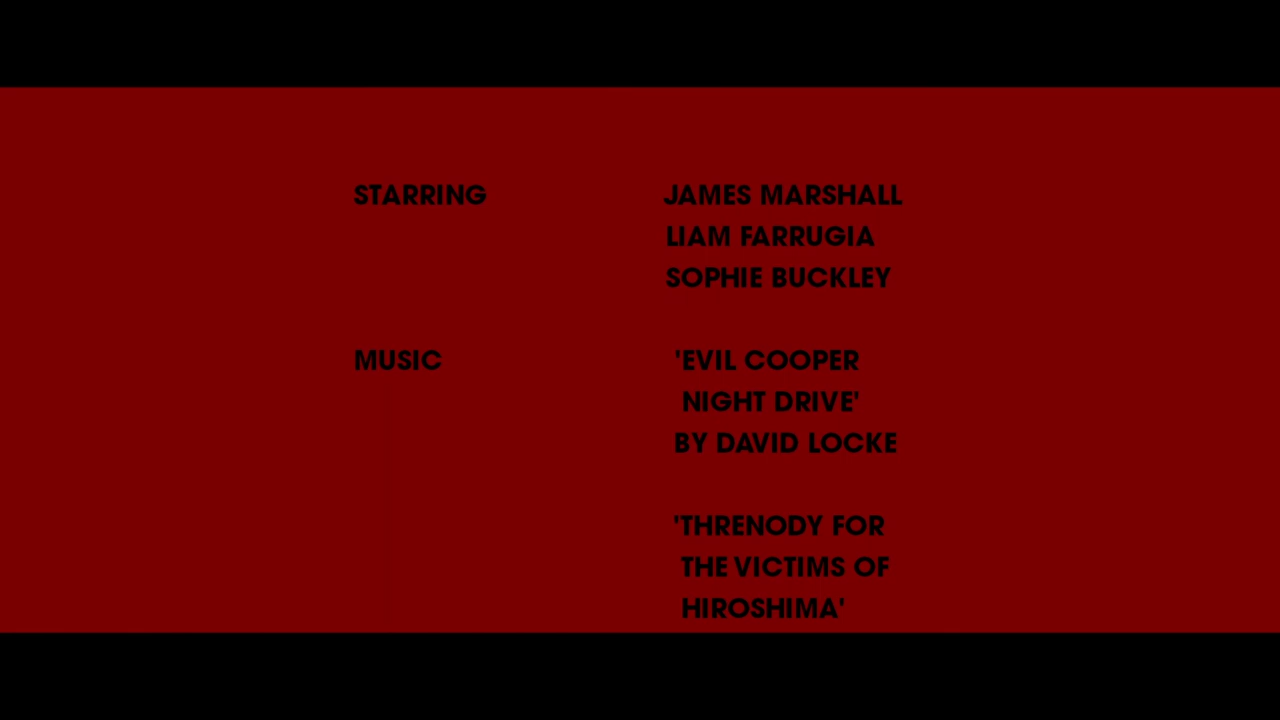 STARRING JAMES MARSHALL
LIAM FARRUGIA
SOPHIE BUCKLEY
MUSIC 'EVIL COOPER
NIGHT DRIVE'
BY DAVID LOCKE
'THRENODY FOR
THE VICTIMS OF
HIROSHIMA'